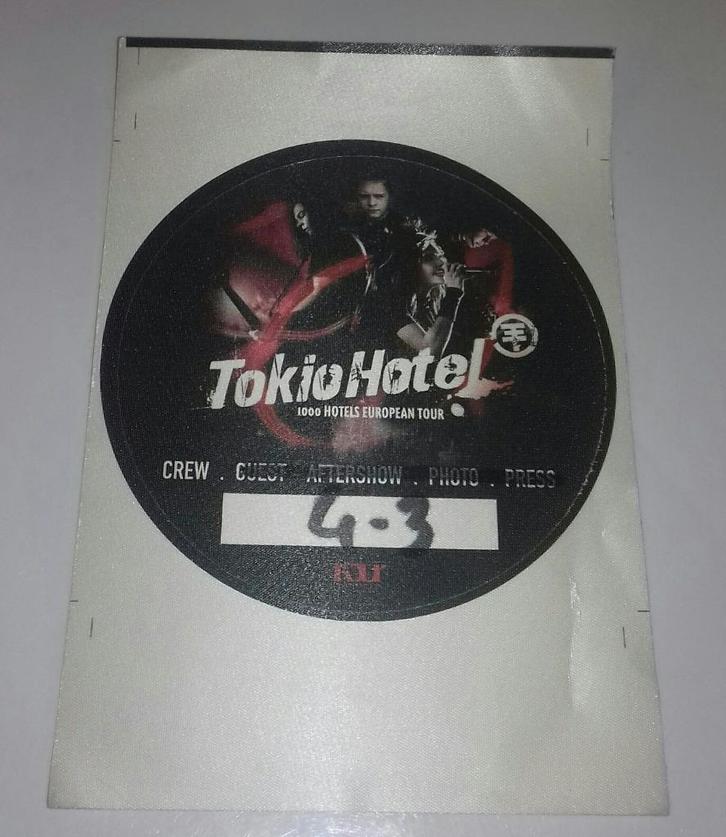 Tokio Hotel
1000 HOTELS EUROPEAN TOUR
CREW . GUEST AFTERSHOW . PHOTO . PRESS
4-3